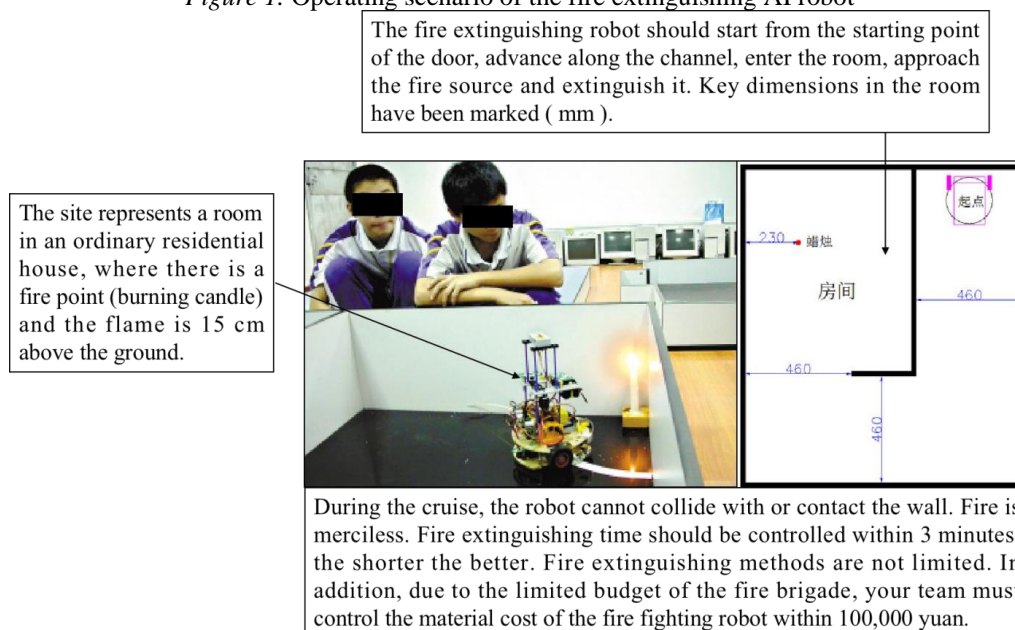 Figure 1. Operating scenario of the fire extinguishing AI robot
The fire extinguishing robot should start from the starting point
of the door, advance along the channel, enter the room, approach
the fire source and extinguish it. Key dimensions in the room
have been marked ( mm ).
The site represents a room
in an ordinary residential
house, where there is a
fire point (burning candle)
and the flame is 15 cm
above the ground.
起点
230
蜡烛
房间
460
460
460
During the cruise, the robot cannot collide with or contact the wall. Fire is
merciless. Fire extinguishing time should be controlled within 3 minutes,
the shorter the better. Fire extinguishing methods are not limited. In
addition, due to the limited budget of the fire brigade, your team must
control the material cost of the fire fighting robot within 100,000 yuan.